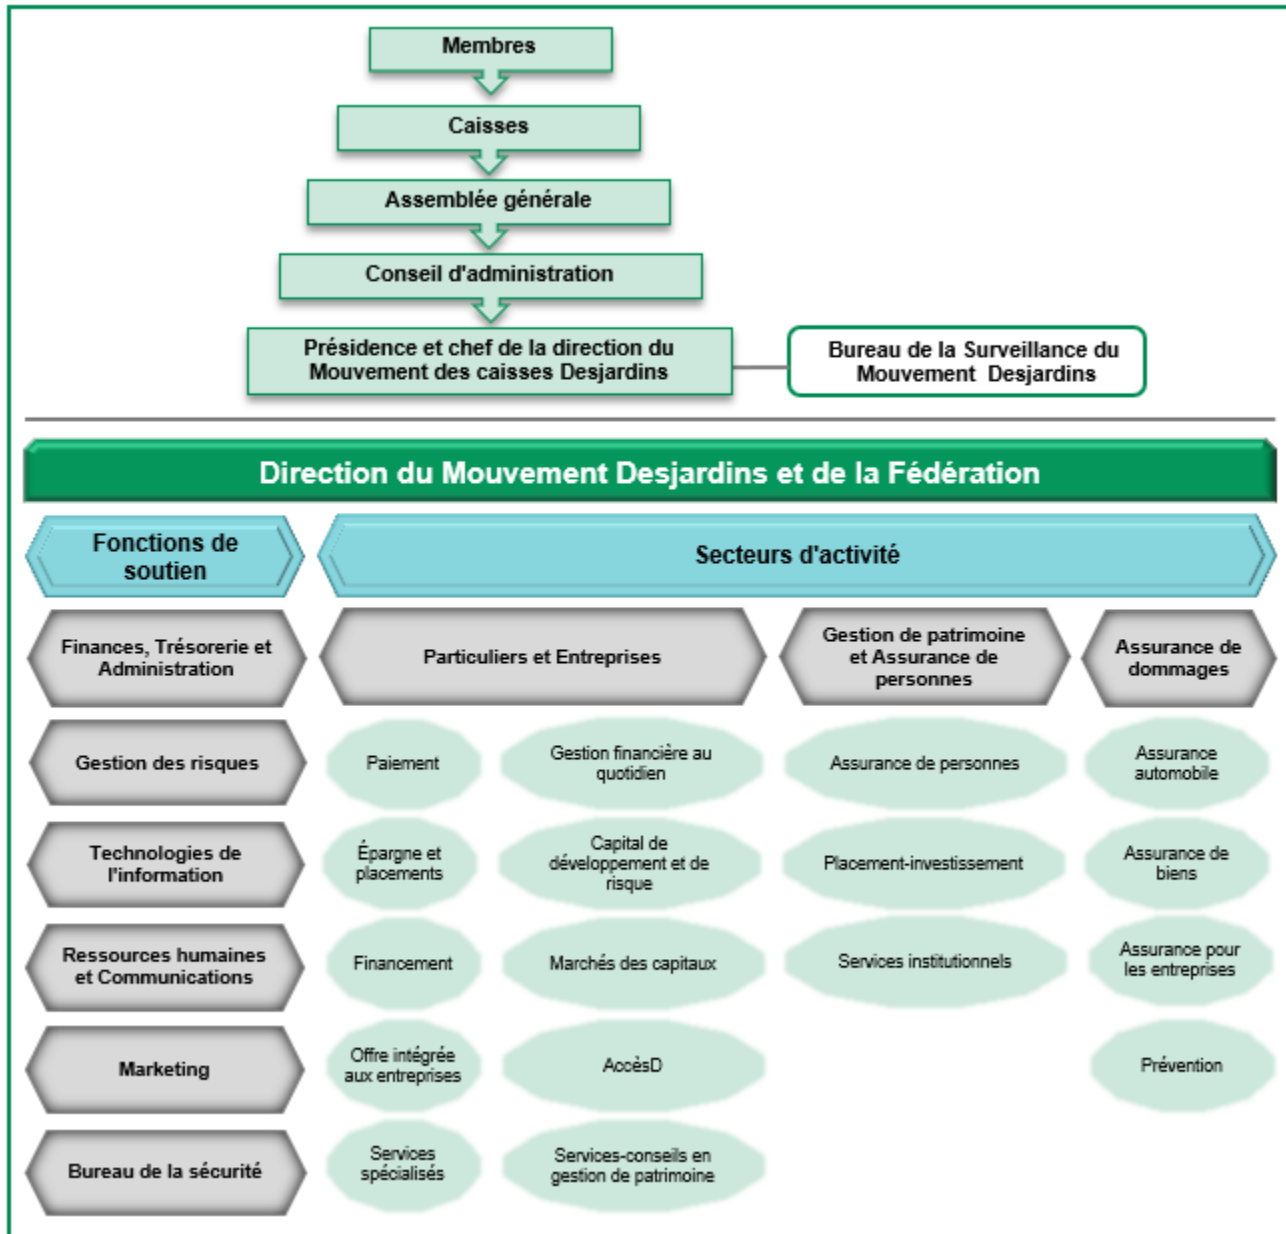 Membres
Caisses
Assemblée générale
Conseil d'administration
Présidence et chef de la direction du
Mouvement des caisses Desjardins
Bureau de la Surveillance du
Mouvement Desjardins
Direction du Mouvement Desjardins et de la Fédération
Fonctions de
soutien
Secteurs d'activité
Finances, Trésorerie et
Administration
Particuliers et Entreprises
Gestion de patrimoine
et Assurance de
personnes
Assurance de
dommages
Gestion des risques
Paiement
Gestion financière au
quotidien
Assurance de personnes
Assurance
automobile
Technologies de
l'information
Épargne et
placements
Capital de
développement et de
risque
Placement-investissement
Assurance de
biens
Ressources humaines
et Communications
Financement
Marchés des capitaux
Services institutionnels
Assurance pour
les entreprises
Marketing
Offre intégrée
aux entreprises
AccèsD
Prévention
Bureau de la sécurité
Services
spécialisés
Services-conseils en
gestion de patrimoine